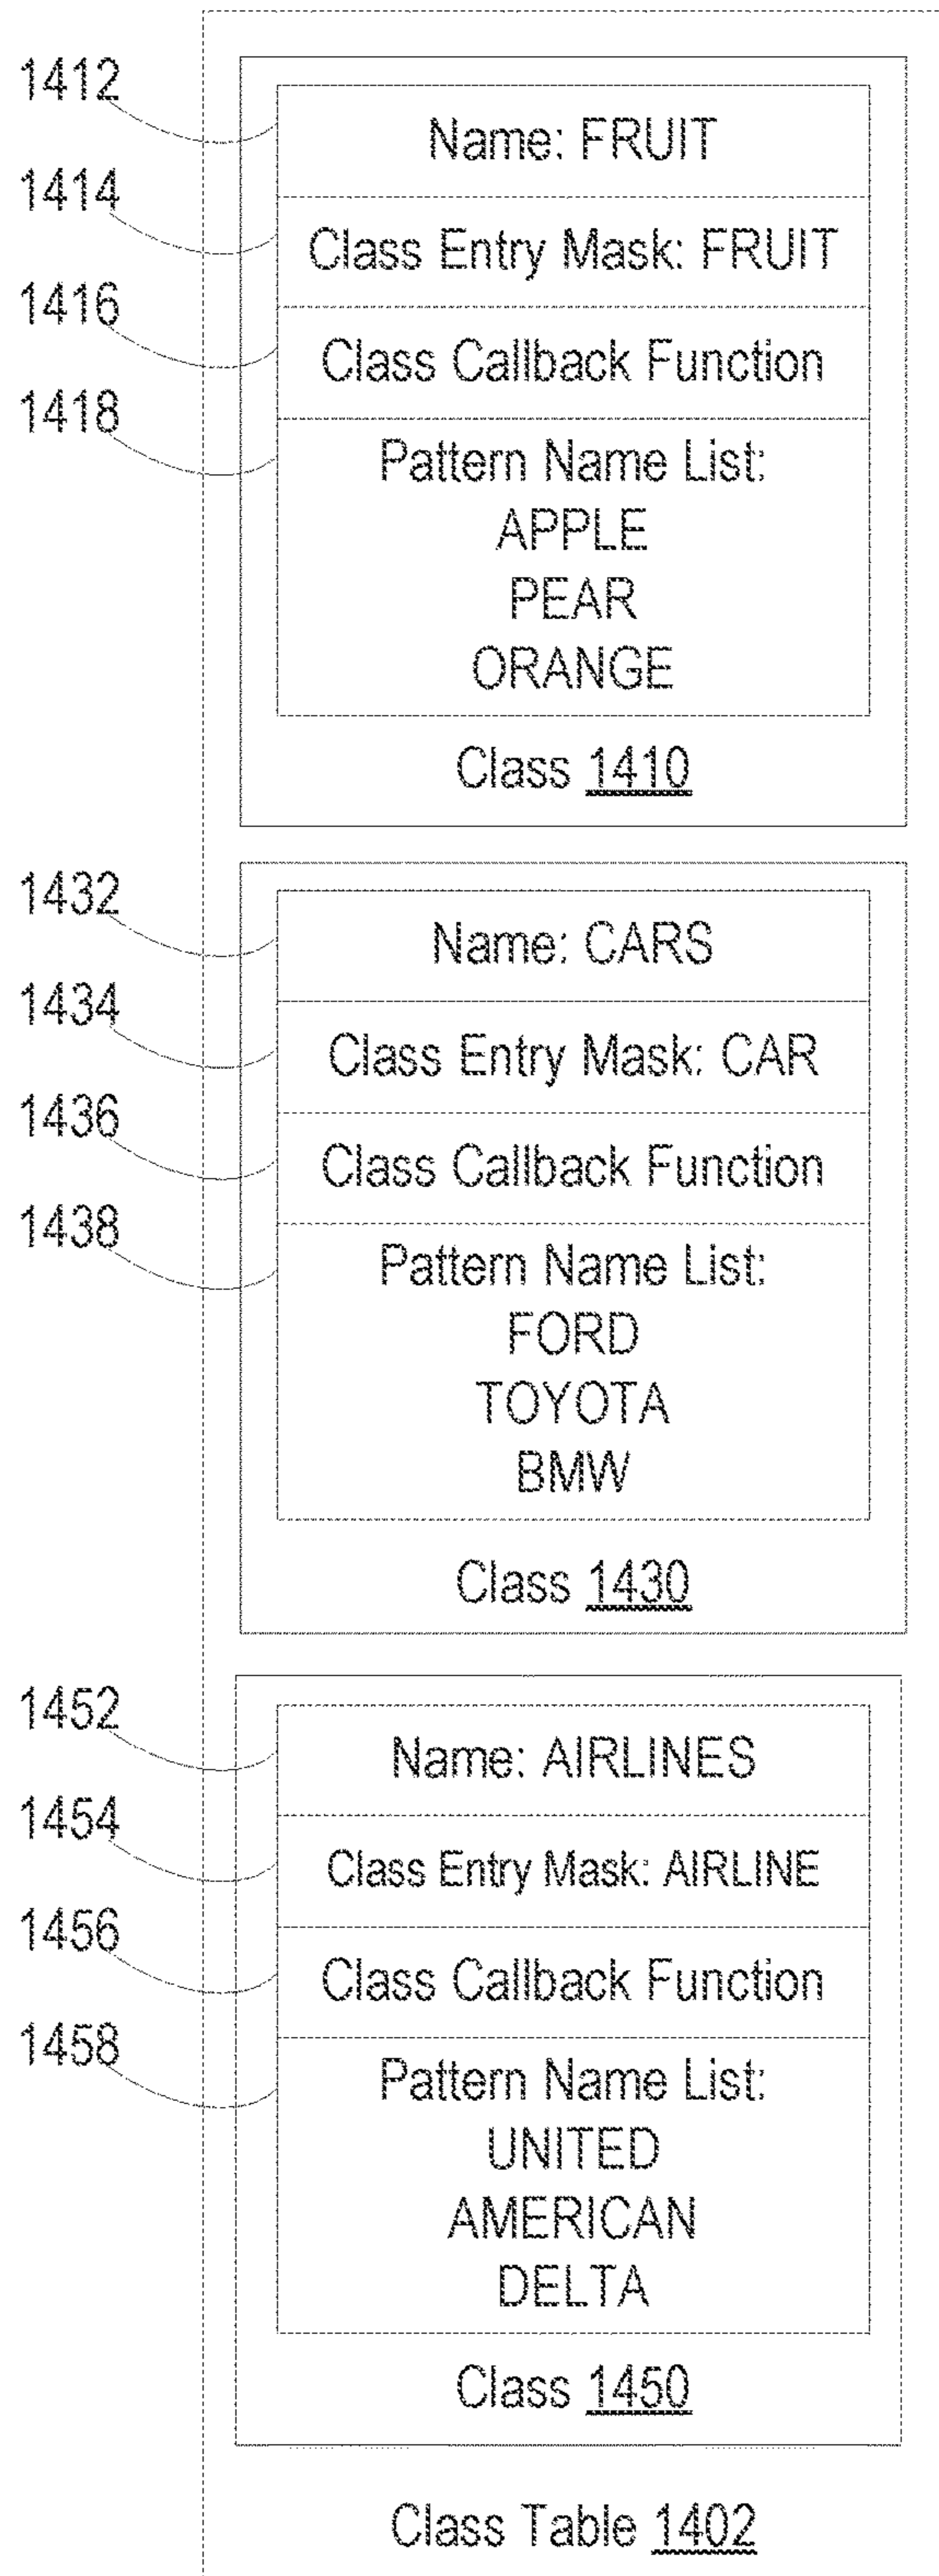 1412
Name: FRUIT
1414
Class Entry Mask: FRUIT
1416
Class Callback Function
1418
Pattern Name List:
APPLE
PEAR
ORANGE
Class 1410
1432
Name: CARS
1434
Class Entry Mask: CAR
1436
Class Callback Function
1438
Pattern Name List:
FORD
TOYOTA
BMW
Class 1430
1452
Name: AIRLINES
1454
Class Entry Mask: AIRLINE
1456
Class Callback Function
1458
Pattern Name List:
UNITED
AMERICAN
DELTA
Class 1450
Class Table 1402